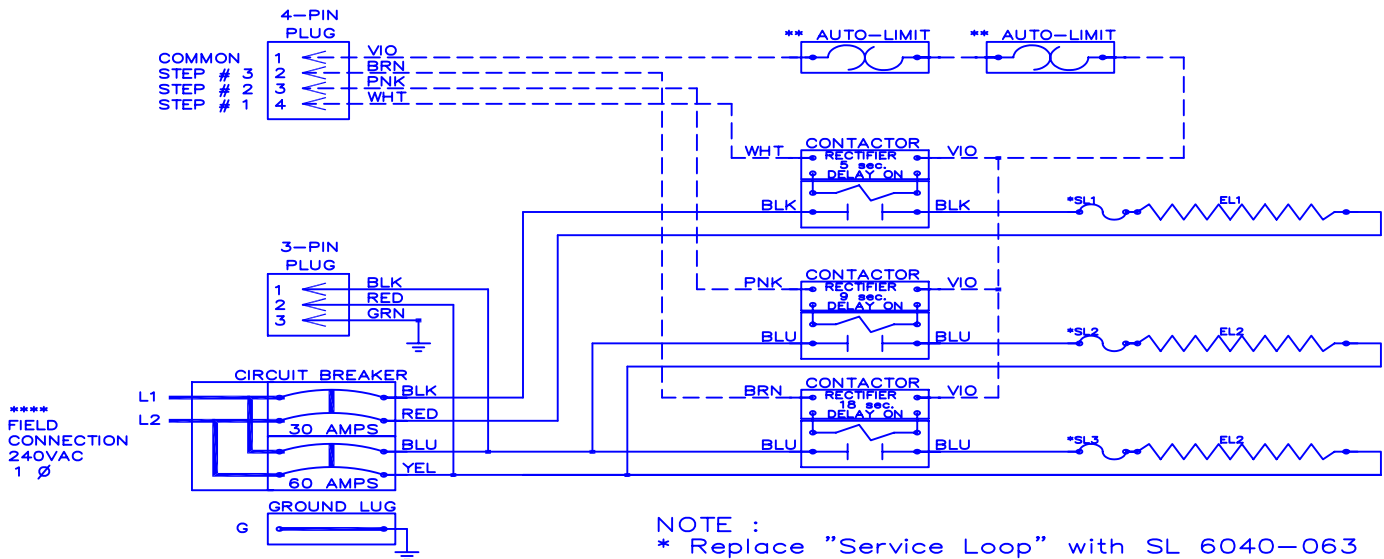 4-PIN
PLUG
COMMON 1 VIO
STEP # 3 2 BRN
STEP # 2 3 PNK
STEP # 1 4 WHT
** AUTO-LIMIT
** AUTO-LIMIT
CONTACTOR
WHT RECTIFIER VIO
5 sec.
DELAY ON
BLK BLK
*SL1 EL1
3-PIN
PLUG
1 BLK
2 RED
3 GRN
CONTACTOR
PNK RECTIFIER VIO
9 sec.
DELAY ON
BLU BLU
*SL2 EL2
CIRCUIT BREAKER
L1 BLK
L2 RED
30 AMPS
BLU
YEL
60 AMPS
****
FIELD
CONNECTION
240VAC
1 Ø
CONTACTOR
BRN RECTIFIER VIO
18 sec.
DELAY ON
BLU BLU
*SL3 EL2
GROUND LUG
G
NOTE :
* Replace "Service Loop" with SL 6040-063